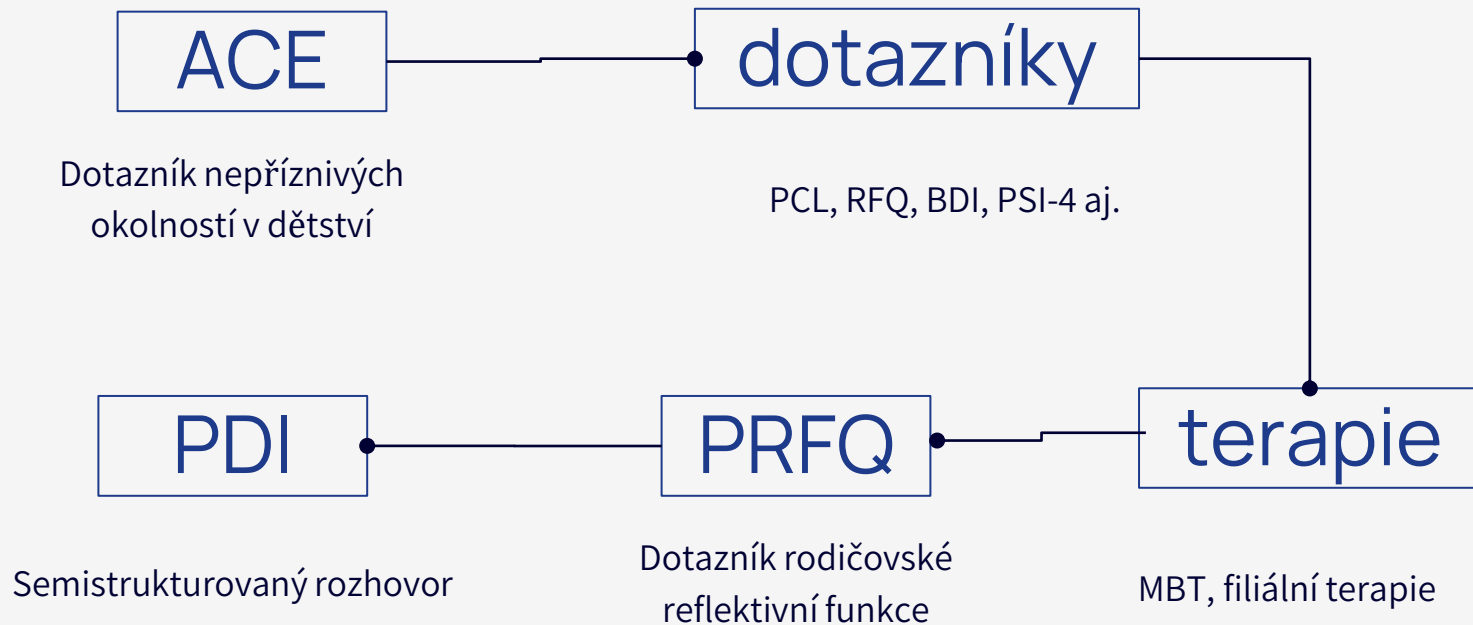 ACE
dotazníky
Dotazník nepříznivých
okolností v dětství
PCL, RFQ, BDI, PSI-4 aj.
PDI
PRFQ
terapie
Semistrukturovaný rozhovor
Dotazník rodičovské
reflektivní funkce
MBT, filiální terapie